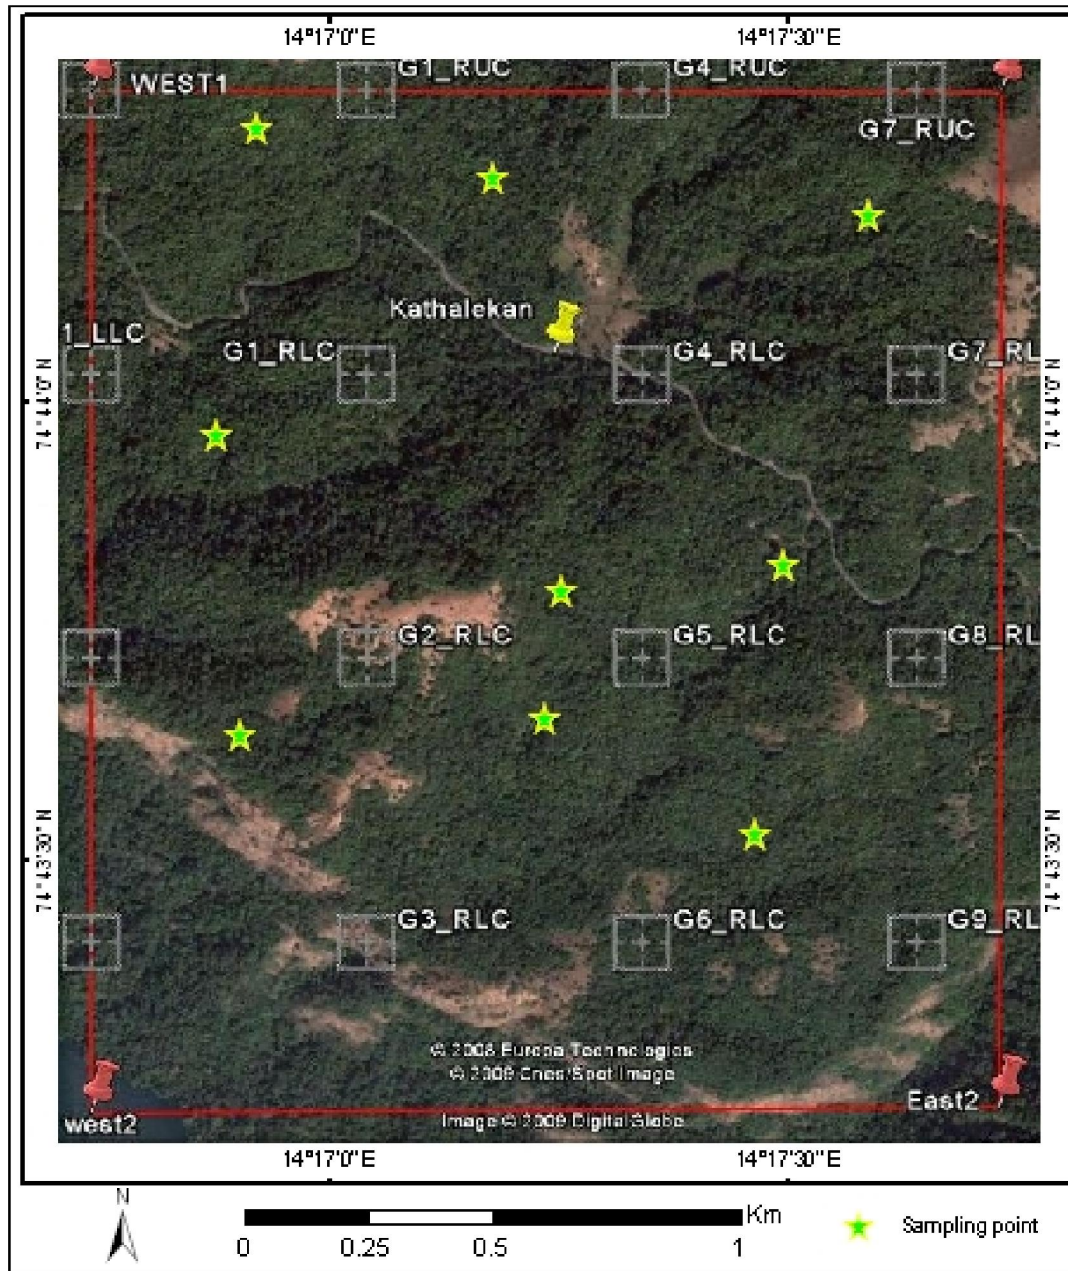 14°17'0"E 14°17'30"E
WEST1 G1_RUC G4_RUC
G7_RUC
Kathalekan
1_LLC G1_RLC G4_RLC G7_RL
74°44'0"N 74°44'0"N
G2_RLC G5_RLC G8_RL
74°43'30"N 74°43'30"N
G3_RLC G6_RLC G9_RL
© 2008 Europa Technologies
© 2009 Cnes/Spot Image
East2
west2 Image © 2009 DigitalGlobe
14°17'0"E 14°17'30"E
N
Km
0 0.25 0.5 1
Sampling point